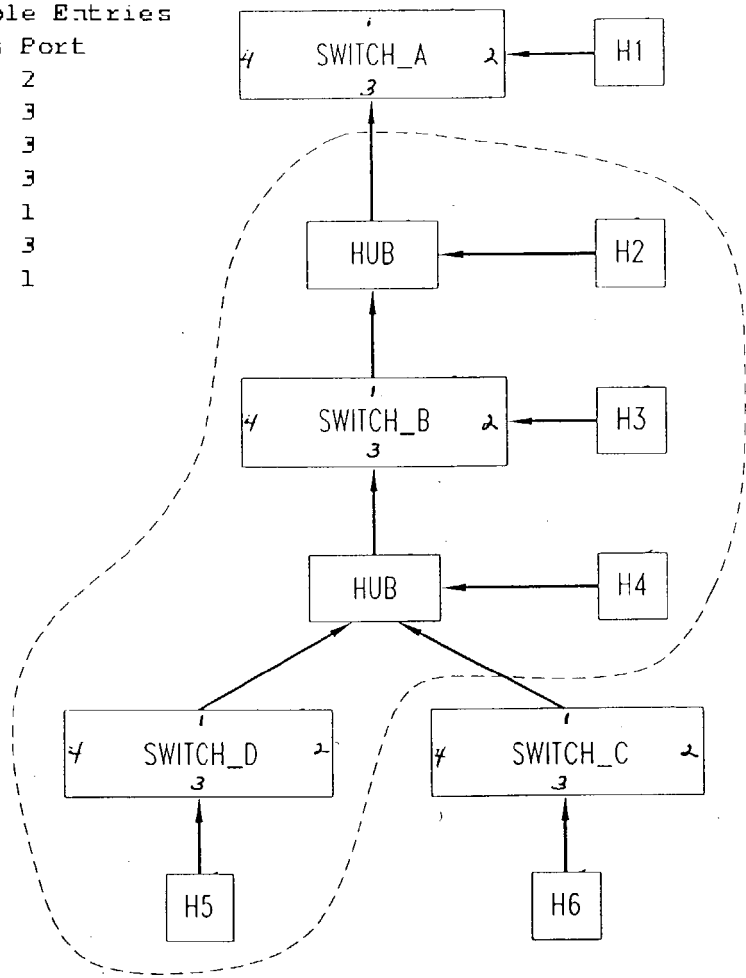 Entries
Port
2
3
3
3
1
3
1
1
4 SWITCH_A 2
3
H1
HUB
H2
1
4 SWITCH_B 2
3
H3
HUB
H4
1
4 SWITCH_D 2
3
1
4 SWITCH_C 2
3
H5
H6